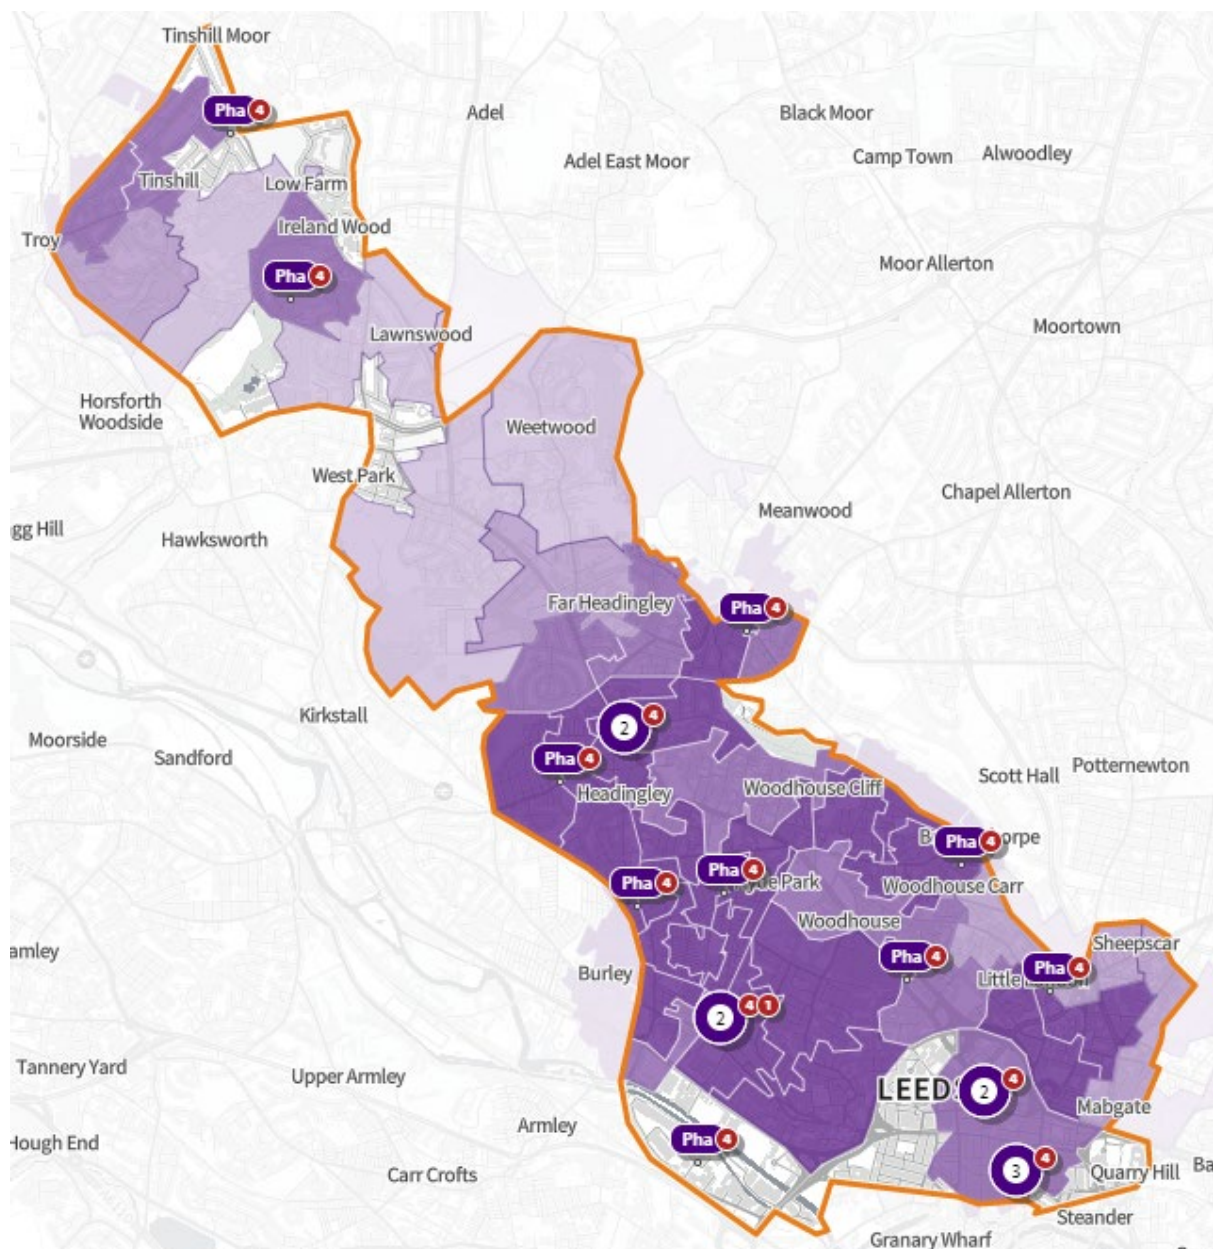 Tinshill Moor
Pha 4
Adel
Black Moor
Adel East Moor
Camp Town
Alwoodley
Tinshill
Low Farm
Troy
Ireland Wood
Pha 4
Moor Allerton
Lawnswood
Moortown
Horsforth
Woodside
Weetwood
West Park
Chapel Allerton
Meanwood
gg Hill
Hawksworth
Far Headingley
Pha 4
Kirkstall
2 4
Moorside
Sandford
Pha 4
Headingley
Woodhouse Cliff
Scott Hall
Potternewton
Pha 4
orpe
Pha 4
Pha 4
Park
Woodhouse Carr
Woodhouse
amley
Sheepscar
Burley
Pha 4
Pha 4
Little
2 4 1
Tannery Yard
Upper Armley
LEEDS
2 4
Mabgate
Armley
Hough End
Pha 4
Carr Crofts
3 4
Quarry Hill
Ba
Steander
Granary Wharf